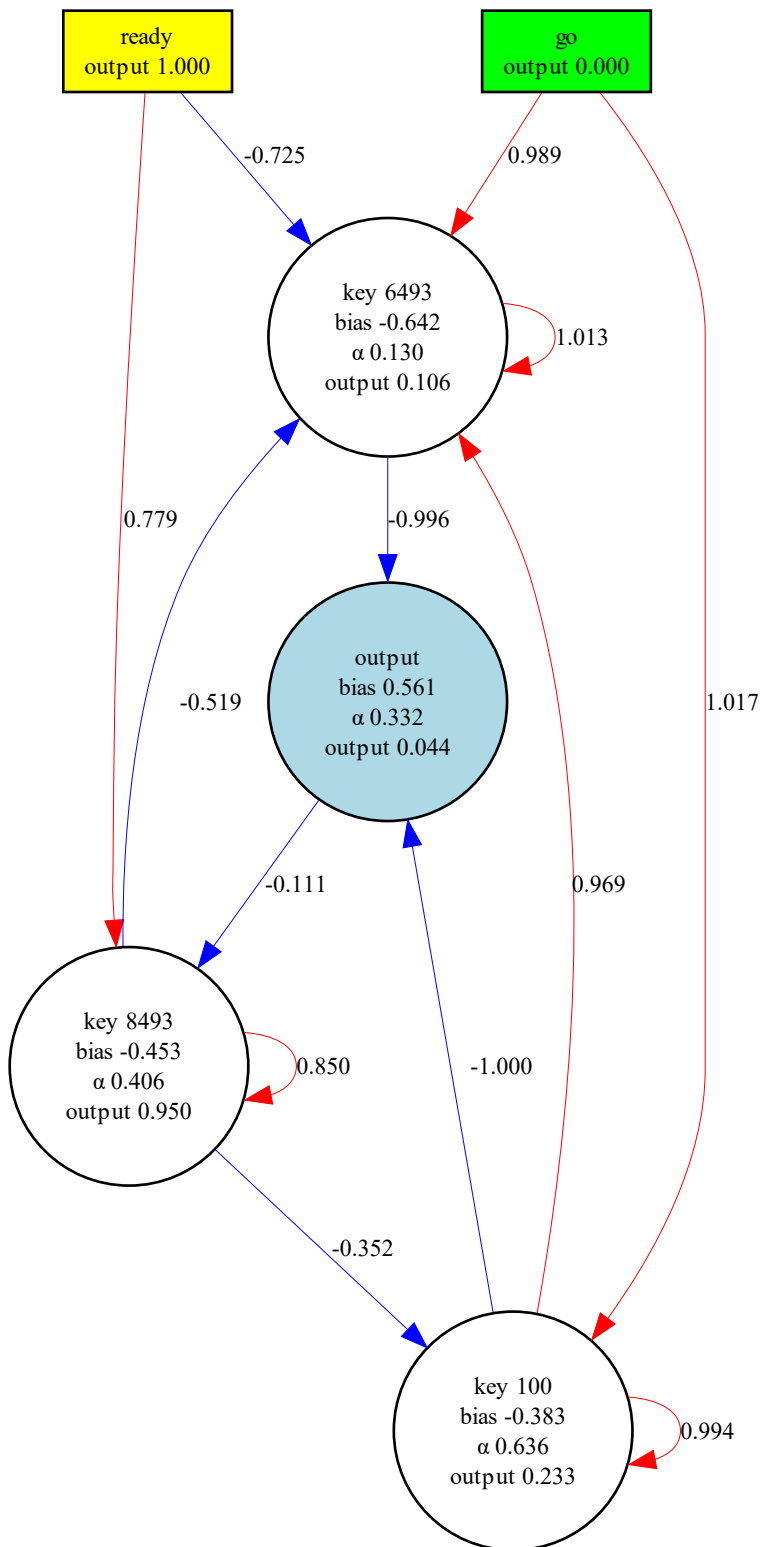 ready
output 1.000
go
output 0.000
-0.725
0.989
key 6493
bias -0.642
α 0.130
output 0.106
1.013
0.779
-0.996
output
bias 0.561
α 0.332
output 0.044
-0.519
1.017
-0.111
0.969
key 8493
bias -0.453
α 0.406
output 0.950
0.850
-1.000
-0.352
key 100
bias -0.383
α 0.636
output 0.233
0.994